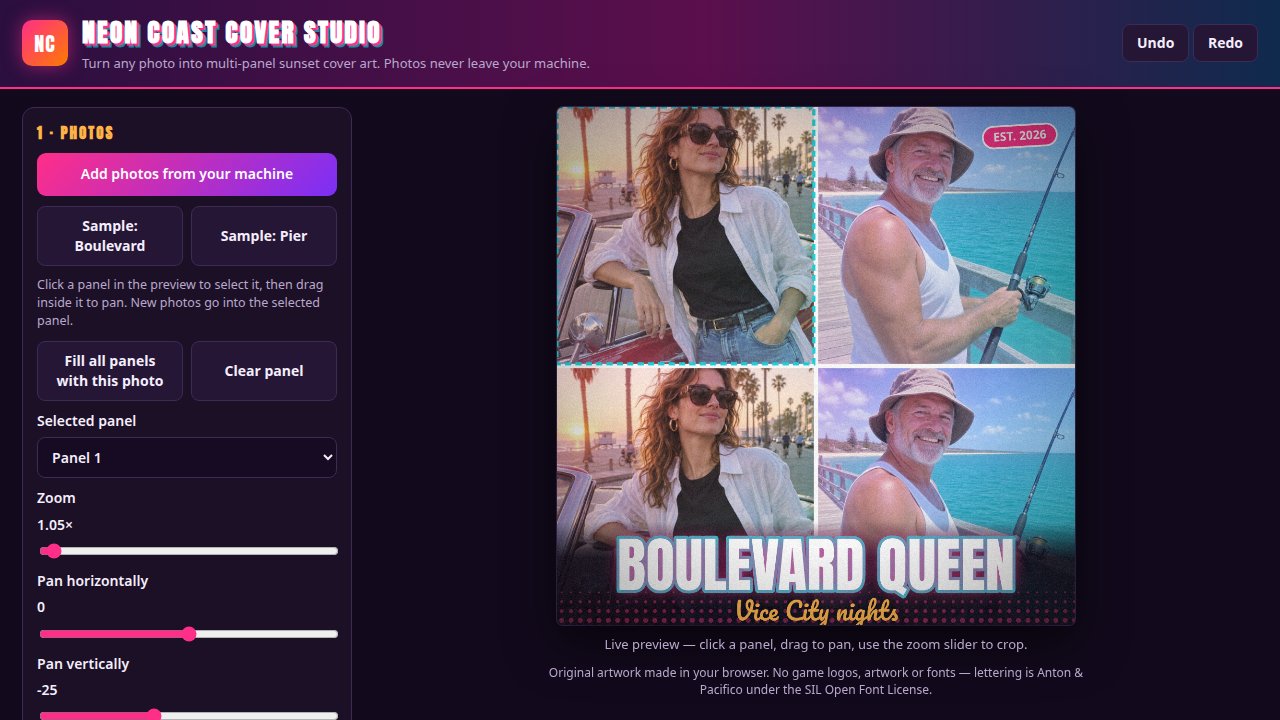 NC
NEON COAST COVER STUDIO
Turn any photo into multi-panel sunset cover art. Photos never leave your machine.
Undo
Redo
1 · PHOTOS
Add photos from your machine
Sample:
Boulevard
Sample: Pier
Click a panel in the preview to select it, then drag
inside it to pan. New photos go into the selected
panel.
Fill all panels
with this photo
Clear panel
Selected panel
Panel 1
Zoom
1.05×
Pan horizontally
0
Pan vertically
-25
EST. 2026
BOULEVARD QUEEN
Vice City nights
Live preview — click a panel, drag to pan, use the zoom slider to crop.
Original artwork made in your browser. No game logos, artwork or fonts — lettering is Anton &
Pacifico under the SIL Open Font License.